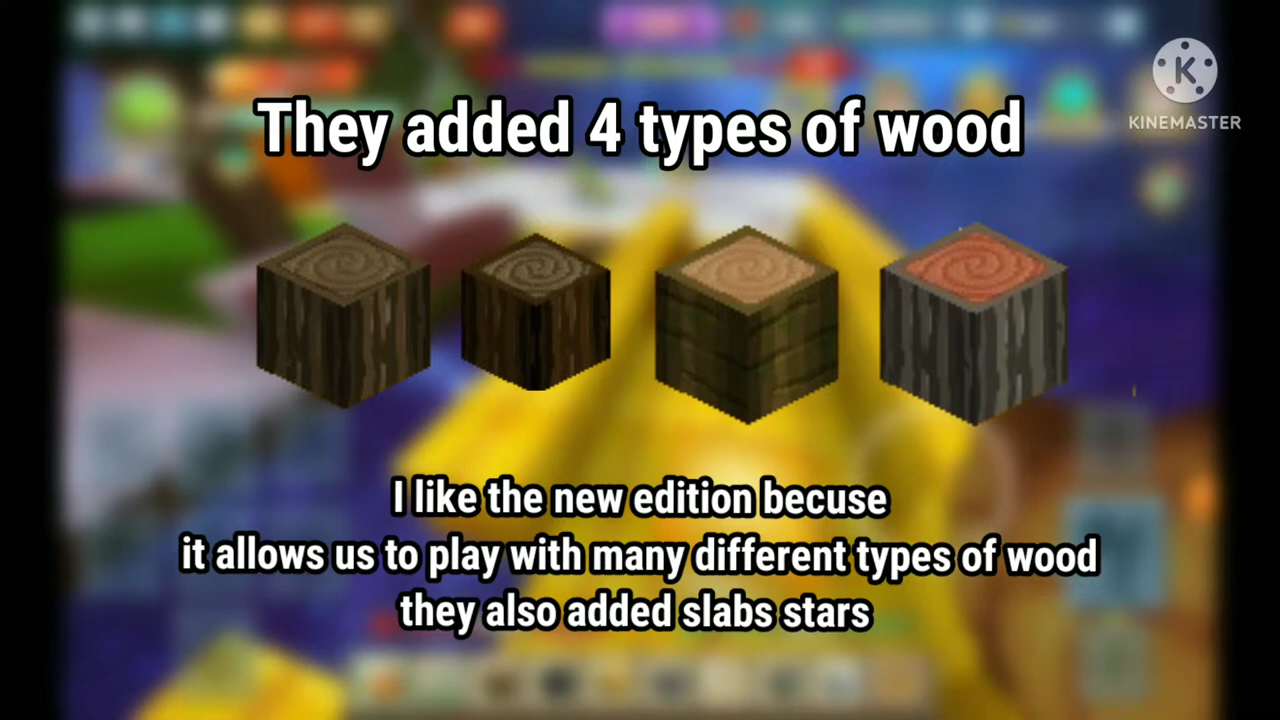 They added 4 types of wood
K
KINEMASTER
I like the new edition becuse
it allows us to play with many different types of wood
they also added slabs stars